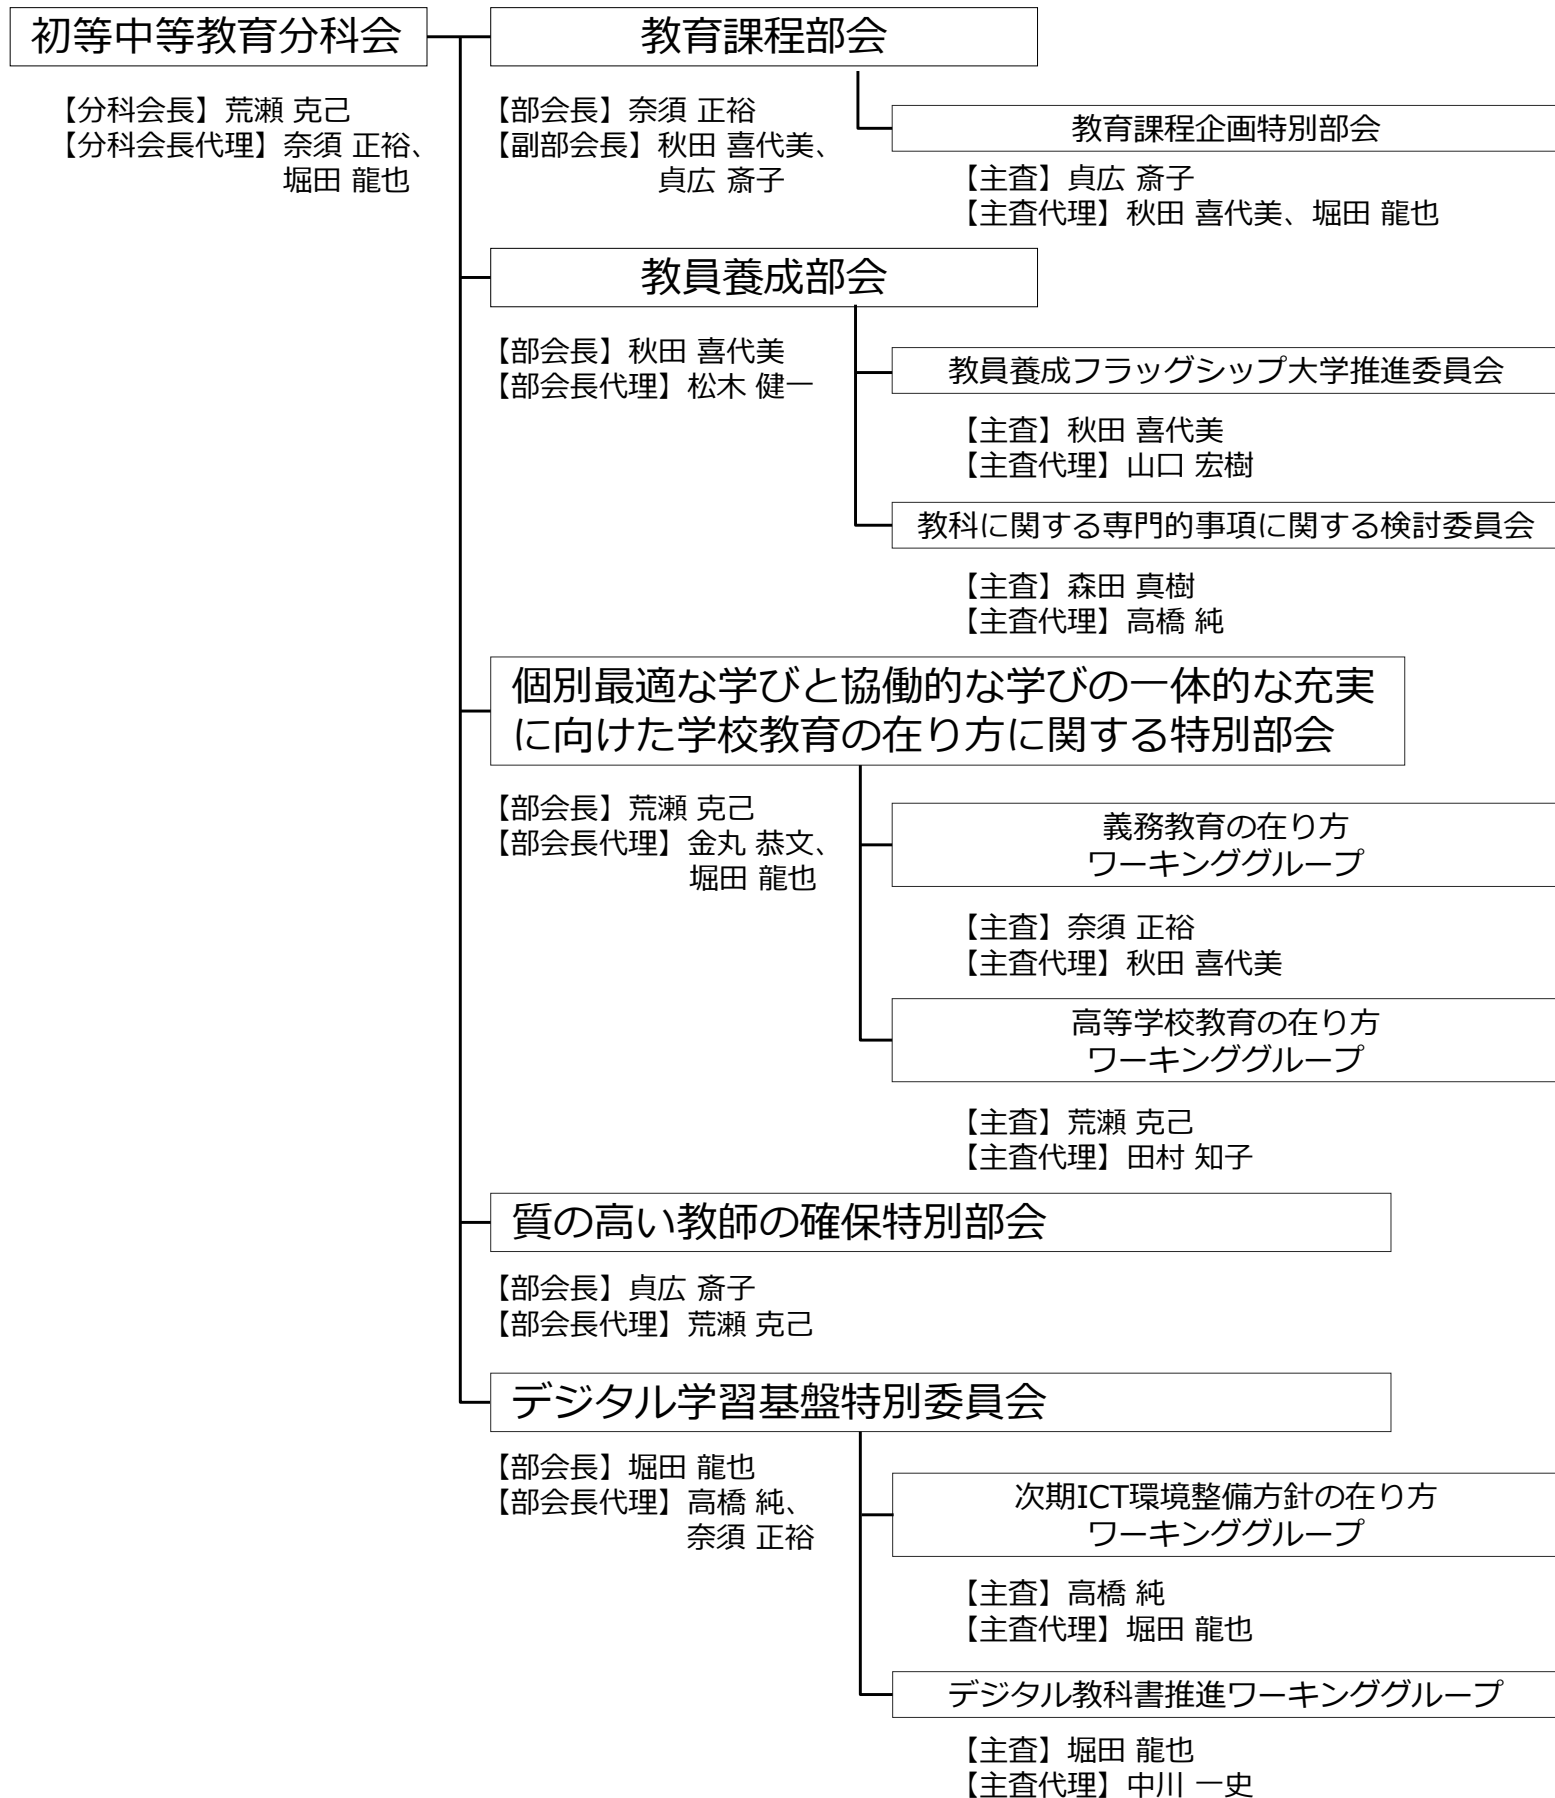 初等中等教育分科会
【分科会長】荒瀬 克己
【分科会長代理】奈須 正裕、
堀田 龍也
教育課程部会
【部会長】奈須 正裕
【副部会長】秋田 喜代美、
貞広 斎子
教育課程企画特別部会
【主査】貞広 斎子
【主査代理】秋田 喜代美、堀田 龍也
教員養成部会
【部会長】秋田 喜代美
【部会長代理】松木 健一
教員養成フラッグシップ大学推進委員会
【主査】秋田 喜代美
【主査代理】山口 宏樹
教科に関する専門的事項に関する検討委員会
【主査】森田 真樹
【主査代理】高橋 純
個別最適な学びと協働的な学びの一体的な充実
に向けた学校教育の在り方に関する特別部会
【部会長】荒瀬 克己
【部会長代理】金丸 恭文、
堀田 龍也
義務教育の在り方
ワーキンググループ
【主査】奈須 正裕
【主査代理】秋田 喜代美
高等学校教育の在り方
ワーキンググループ
【主査】荒瀬 克己
【主査代理】田村 知子
質の高い教師の確保特別部会
【部会長】貞広 斎子
【部会長代理】荒瀬 克己
デジタル学習基盤特別委員会
【部会長】堀田 龍也
【部会長代理】高橋 純、
奈須 正裕
次期ICT環境整備方針の在り方
ワーキンググループ
【主査】高橋 純
【主査代理】堀田 龍也
デジタル教科書推進ワーキンググループ
【主査】堀田 龍也
【主査代理】中川 一史